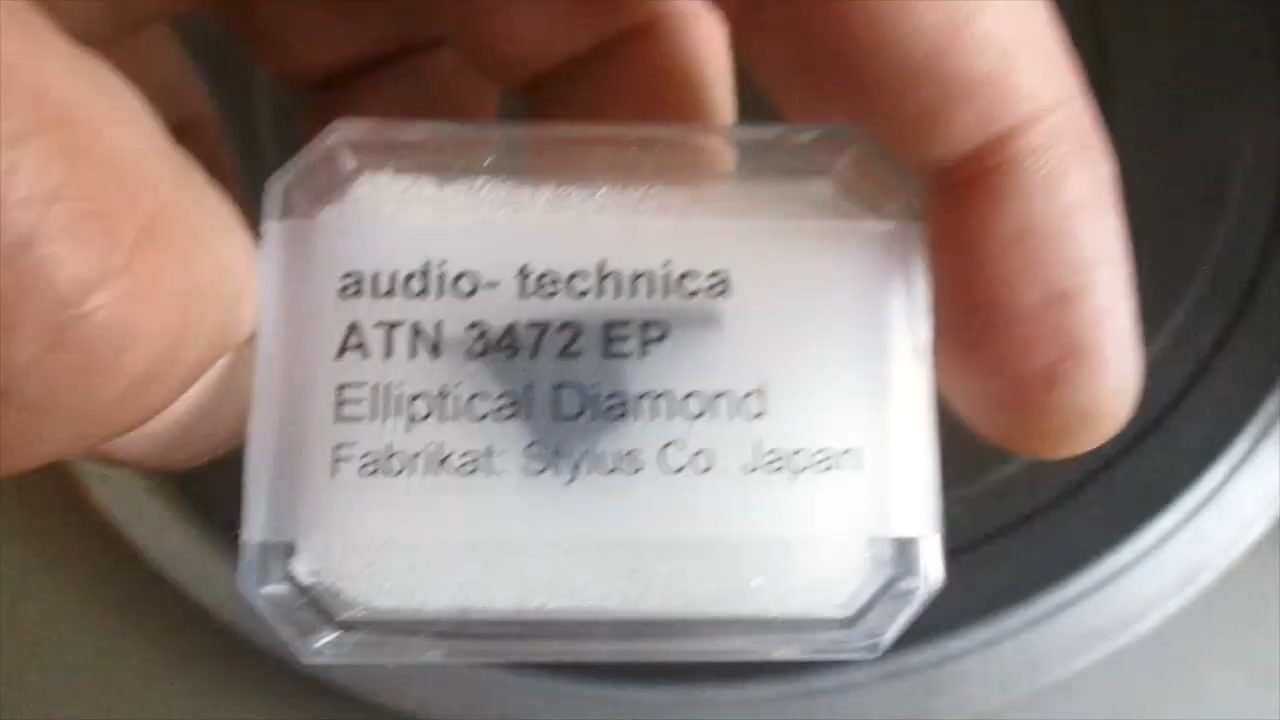 audio- technica
ATN 3472 EP
Elliptical Diamond
Fabrikat: Stylus Co. Japan